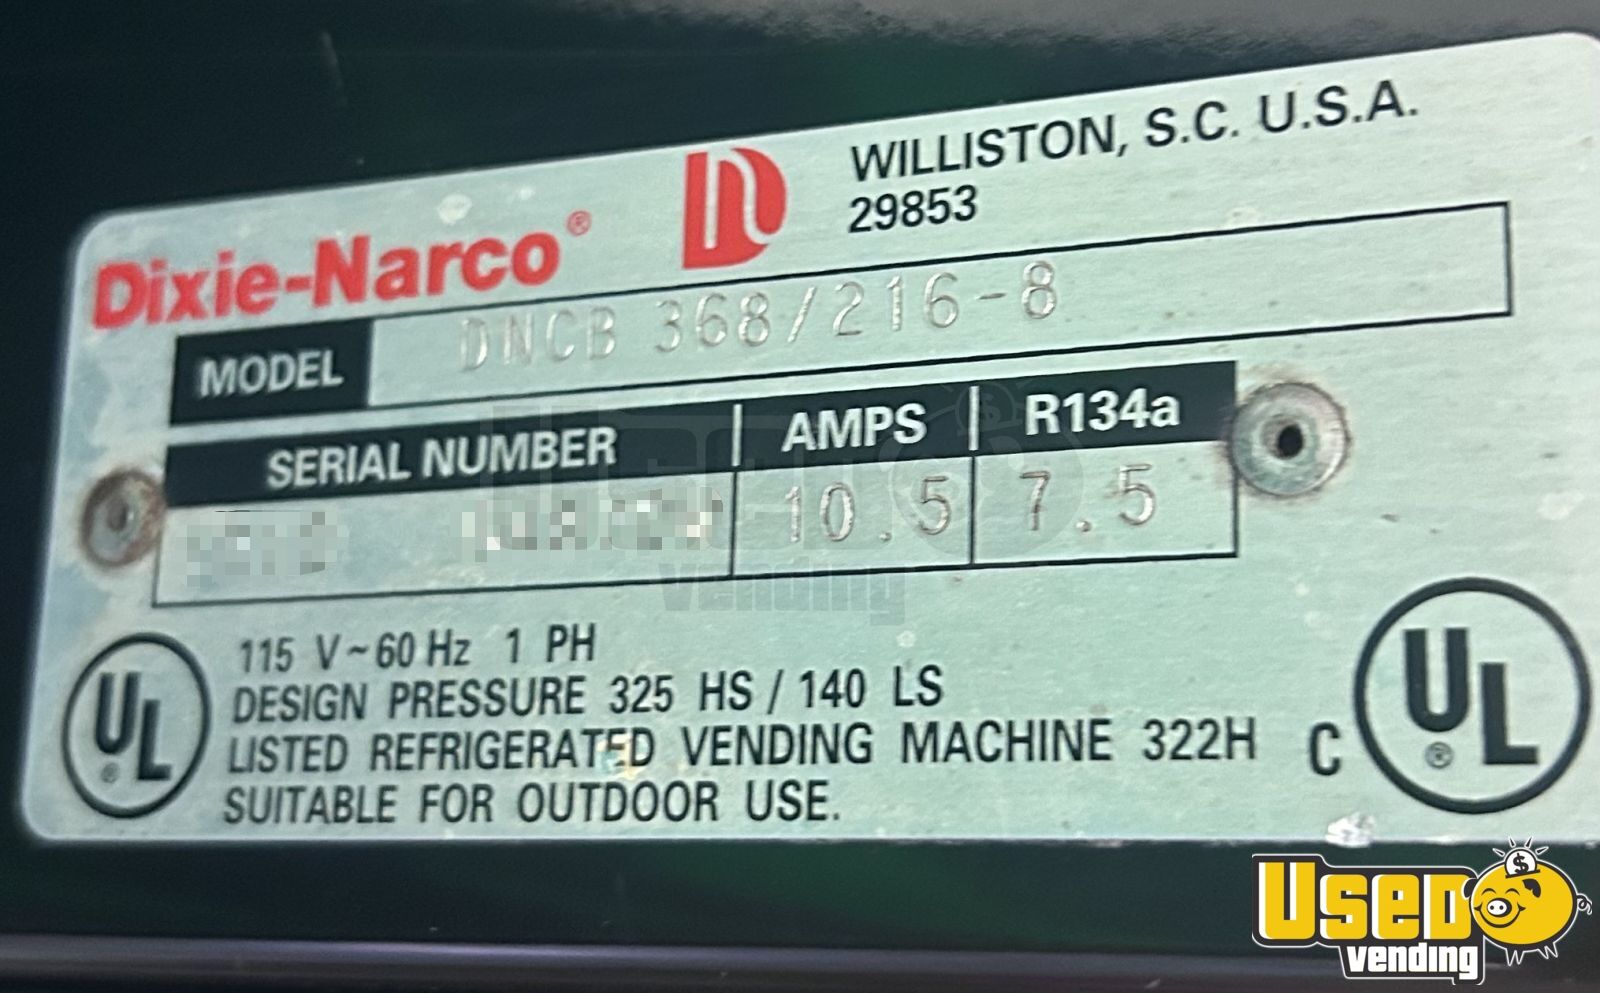 Dixie-Narco® WILLISTON, S.C. U.S.A.
29853
MODEL DNCB 368/216-8
SERIAL NUMBER AMPS R134a
10.5 7.5
115 V~60 Hz 1 PH
DESIGN PRESSURE 325 HS / 140 LS
LISTED REFRIGERATED VENDING MACHINE 322H
SUITABLE FOR OUTDOOR USE.
UL ®
C UL ®
USED vending
USED vending